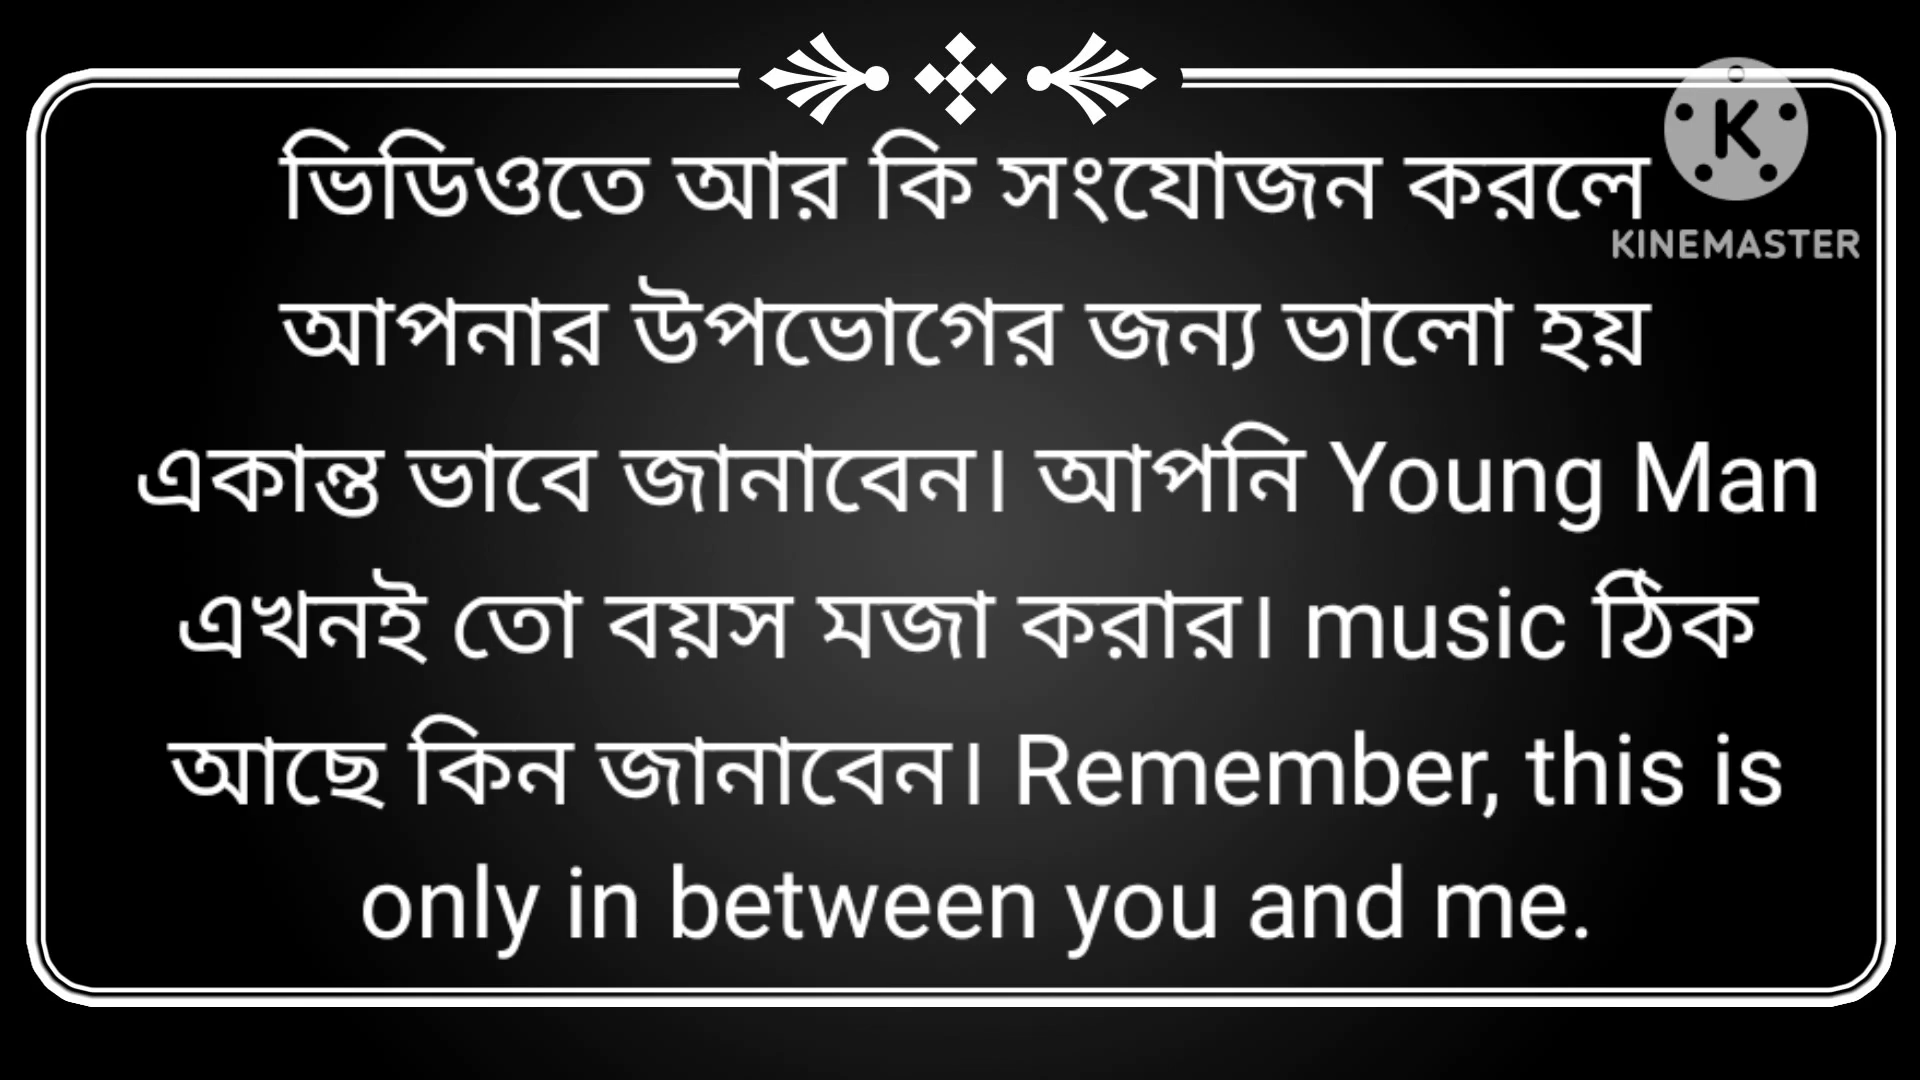 ভিডিওতে আর কি সংযোজন করলে
KINEMASTER
আপনার উপভোগের জন্য ভালো হয়
একান্ত ভাবে জানাবেন। আপনি Young Man
এখনই তো বয়স মজা করার। music ঠিক
আছে কিন জানাবেন। Remember, this is
only in between you and me.